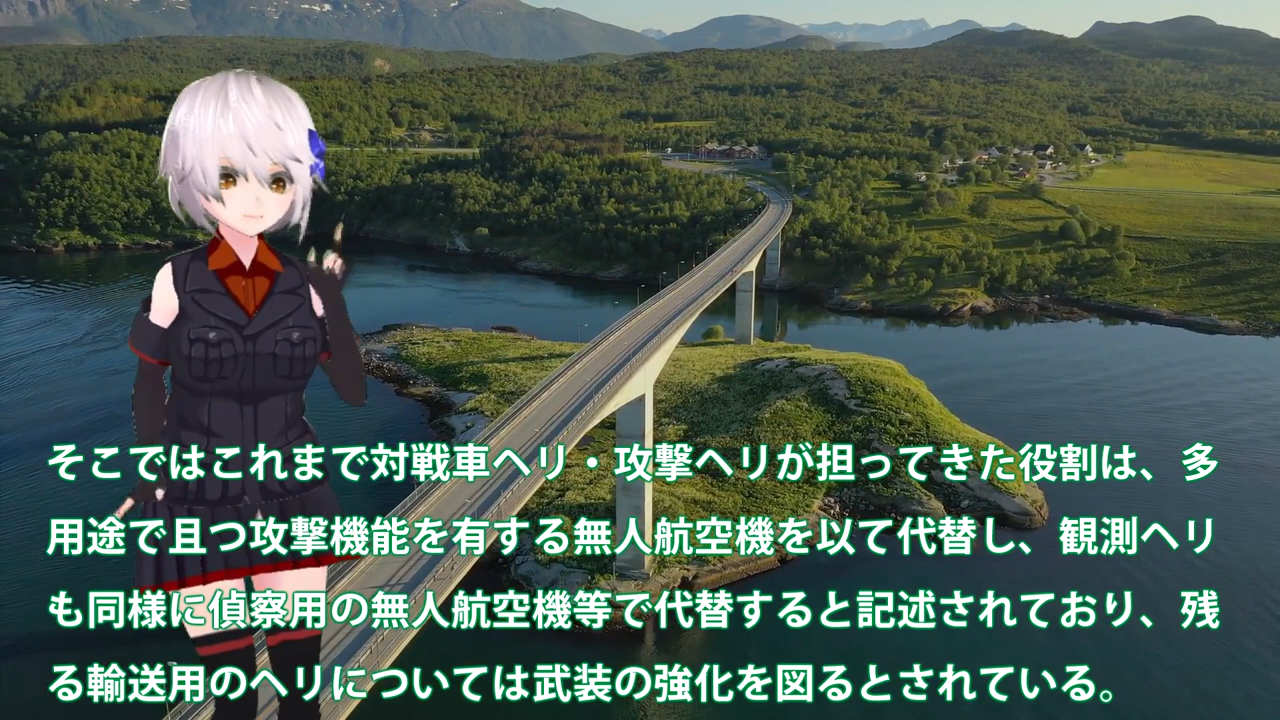 そこではこれまで対戦車ヘリ・攻撃ヘリが担ってきた役割は、多
用途で且つ攻撃機能を有する無人航空機を以て代替し、観測ヘリ
も同様に偵察用の無人航空機等で代替すると記述されており、残
る輸送用のヘリについては武装の強化を図るとされている。